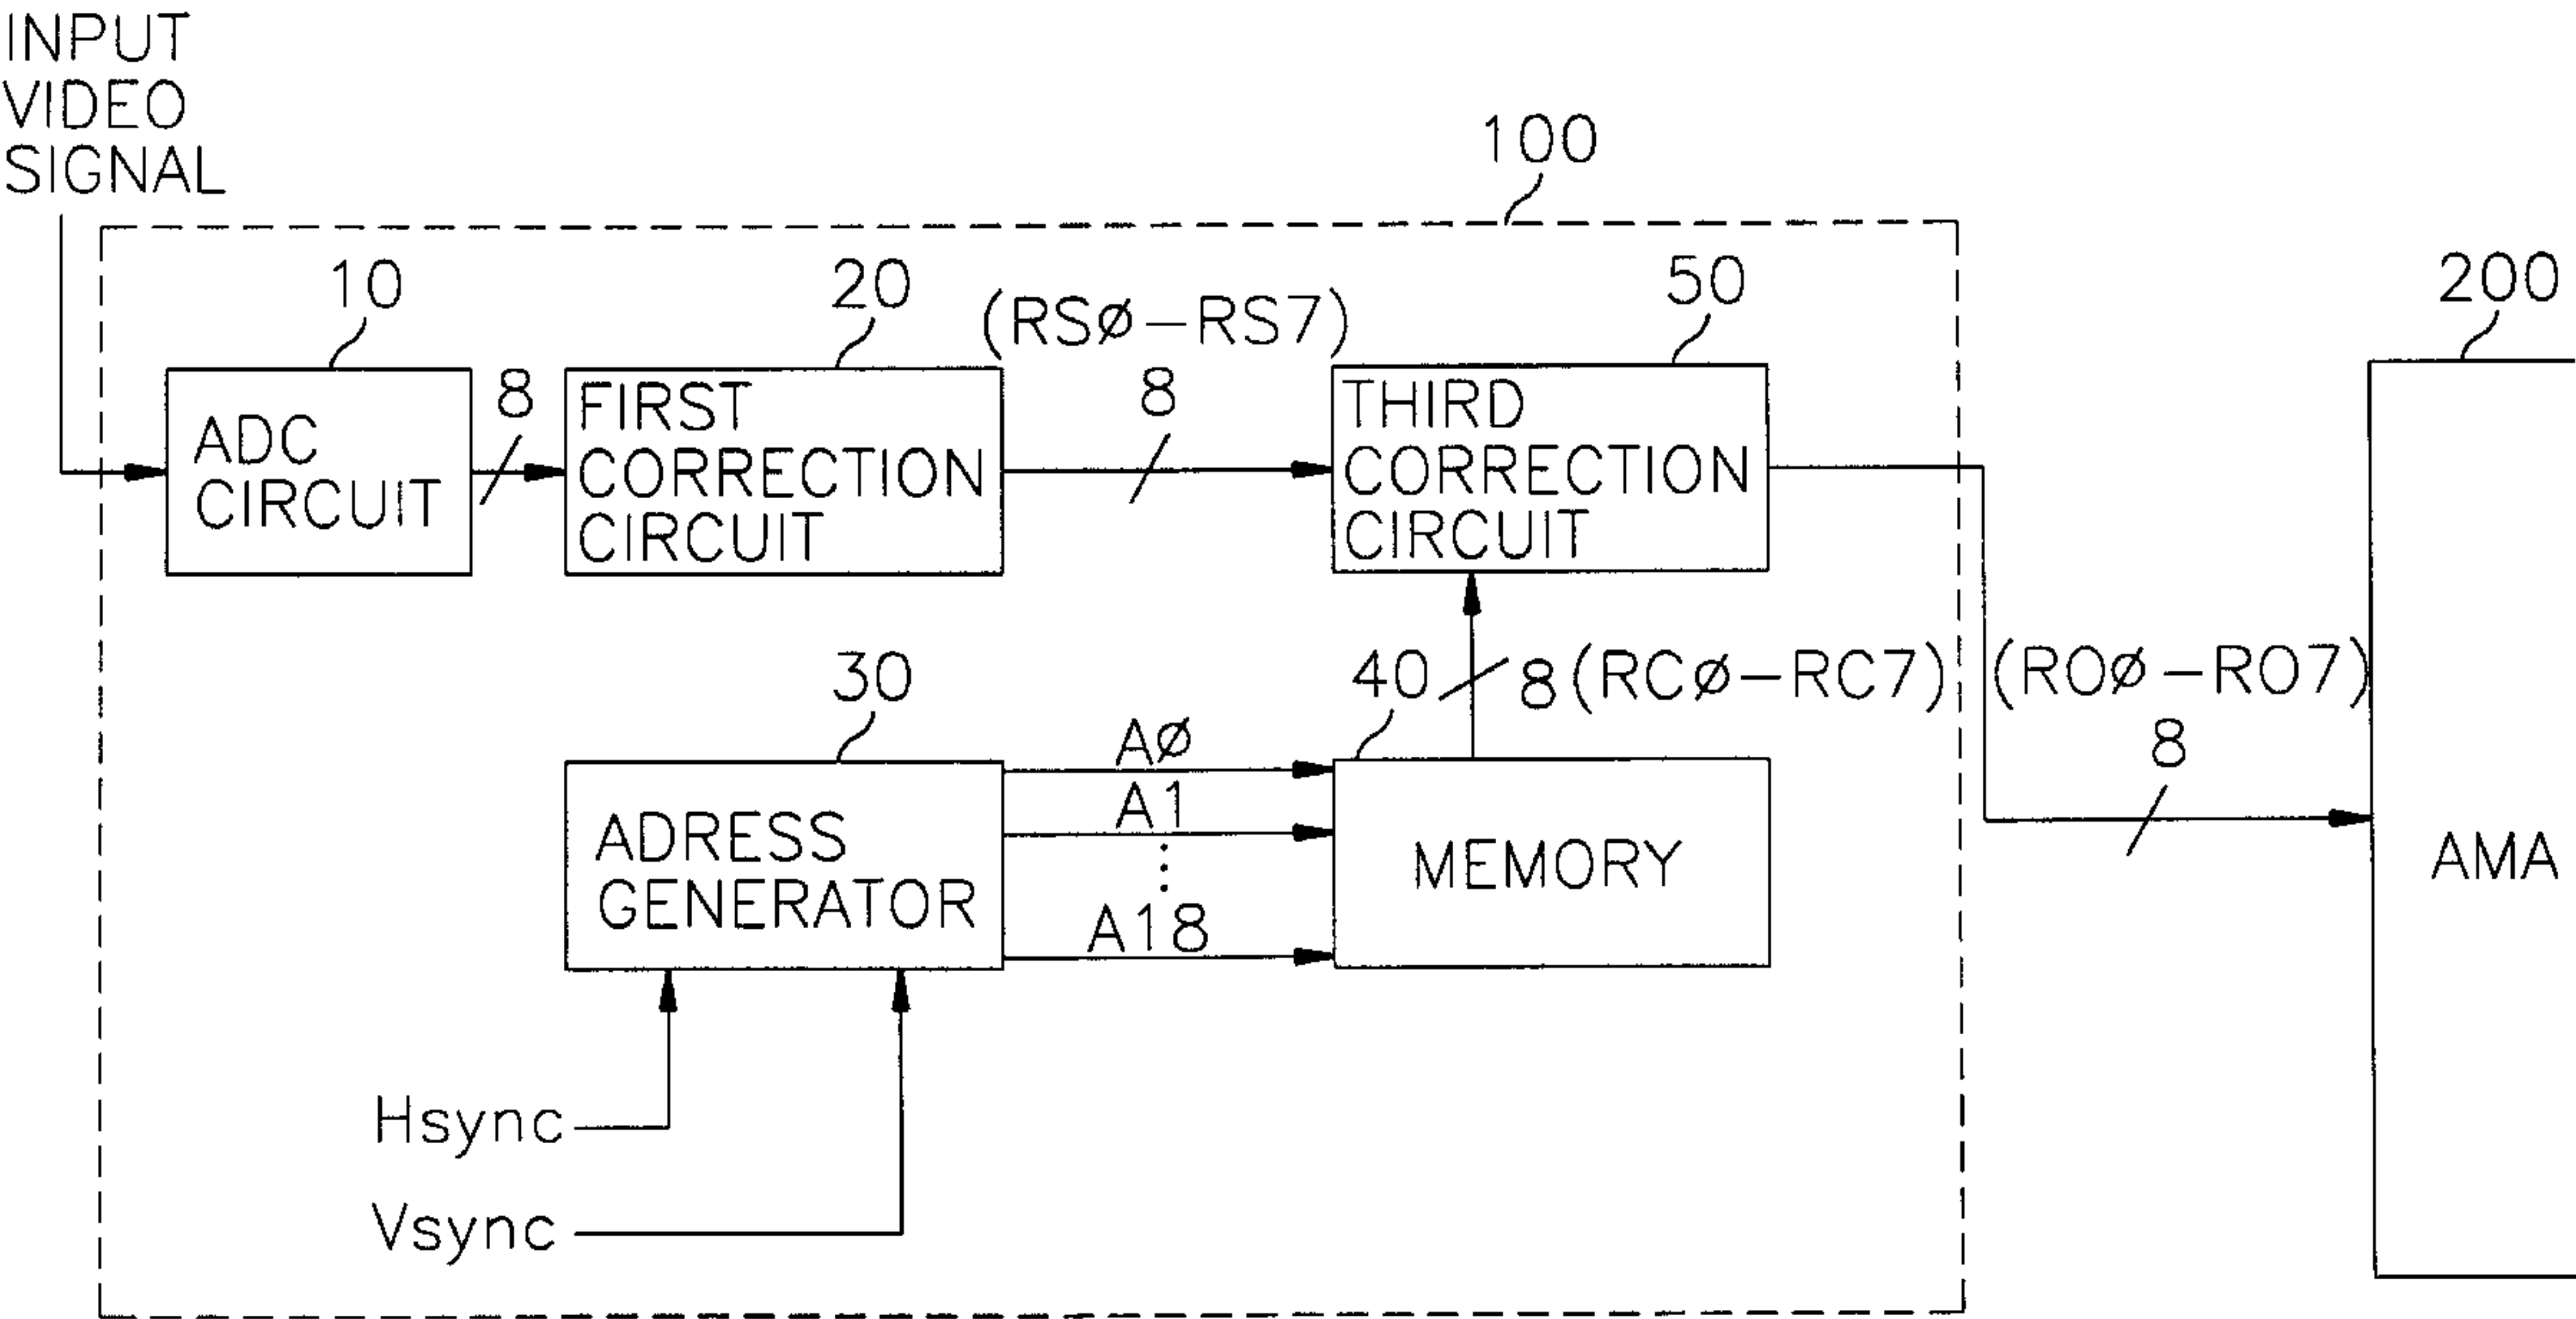 INPUT
VIDEO
SIGNAL
100
10
20
(RSØ-RS7)
50
200
8
8
ADC
CIRCUIT
FIRST
CORRECTION
CIRCUIT
THIRD
CORRECTION
CIRCUIT
30
40
8 (RCØ-RC7)
(ROØ-RO7)
8
AØ
A1
A18
ADRESS
GENERATOR
MEMORY
AMA
Hsync
Vsync